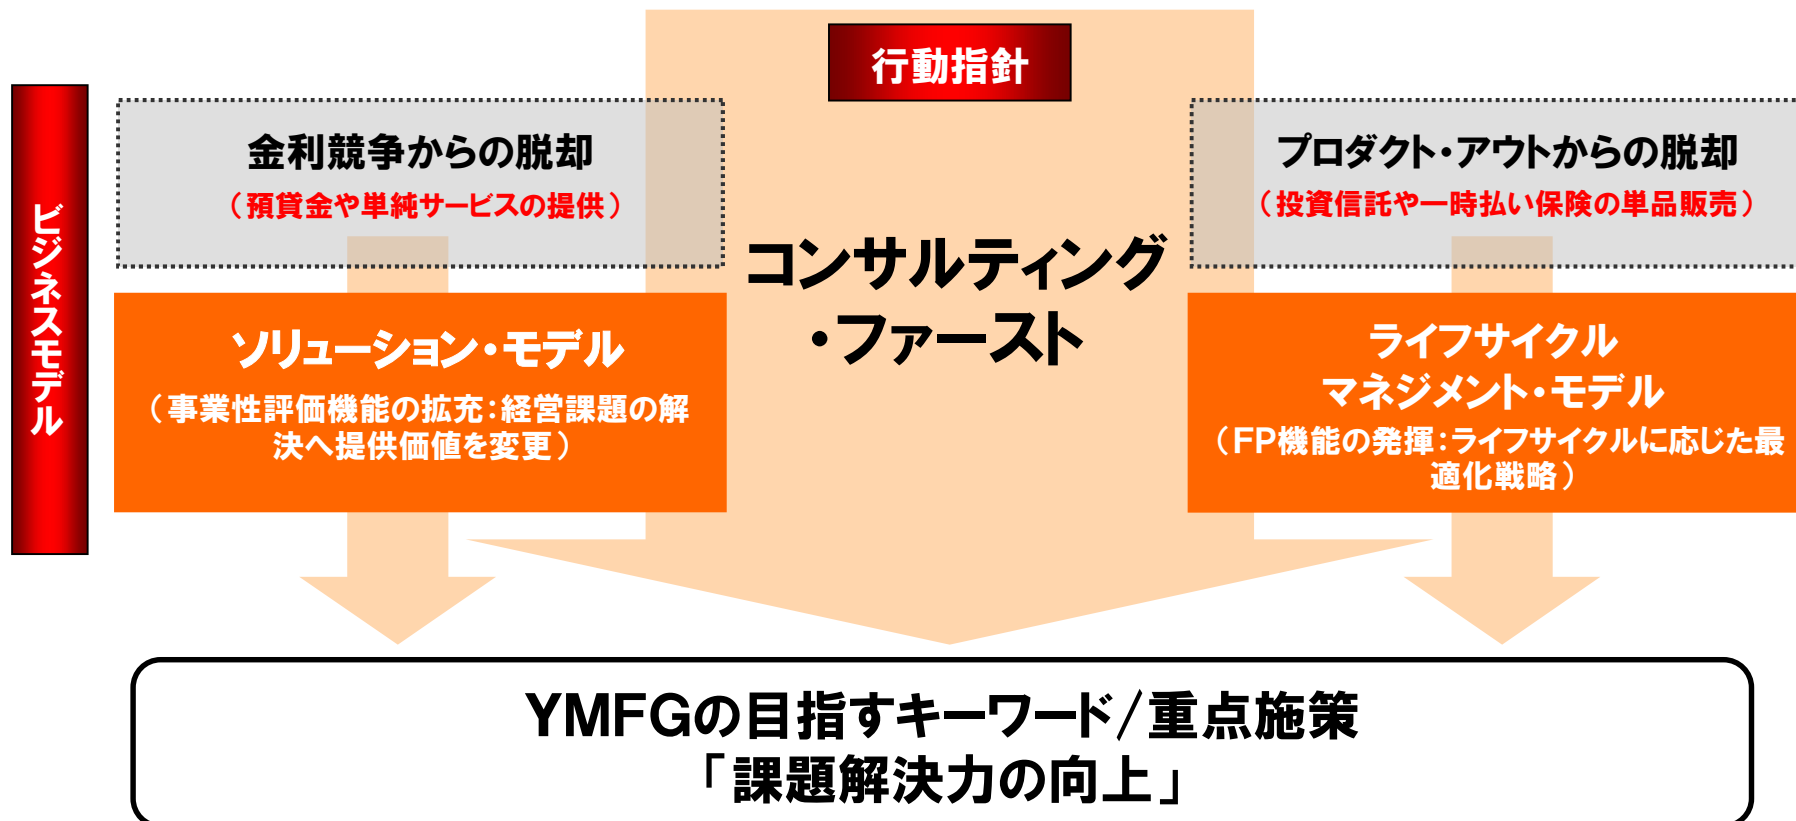 行動指針
ビジネスモデル
金利競争からの脱却
（預貸金や単純サービスの提供）
ソリューション・モデル
（事業性評価機能の拡充：経営課題の解
決へ提供価値を変更）
コンサルティング
・ファースト
プロダクト・アウトからの脱却
（投資信託や一時払い保険の単品販売）
ライフサイクル
マネジメント・モデル
（FP機能の発揮：ライフサイクルに応じた最
適化戦略）
YMFGの目指すキーワード/重点施策
「課題解決力の向上」